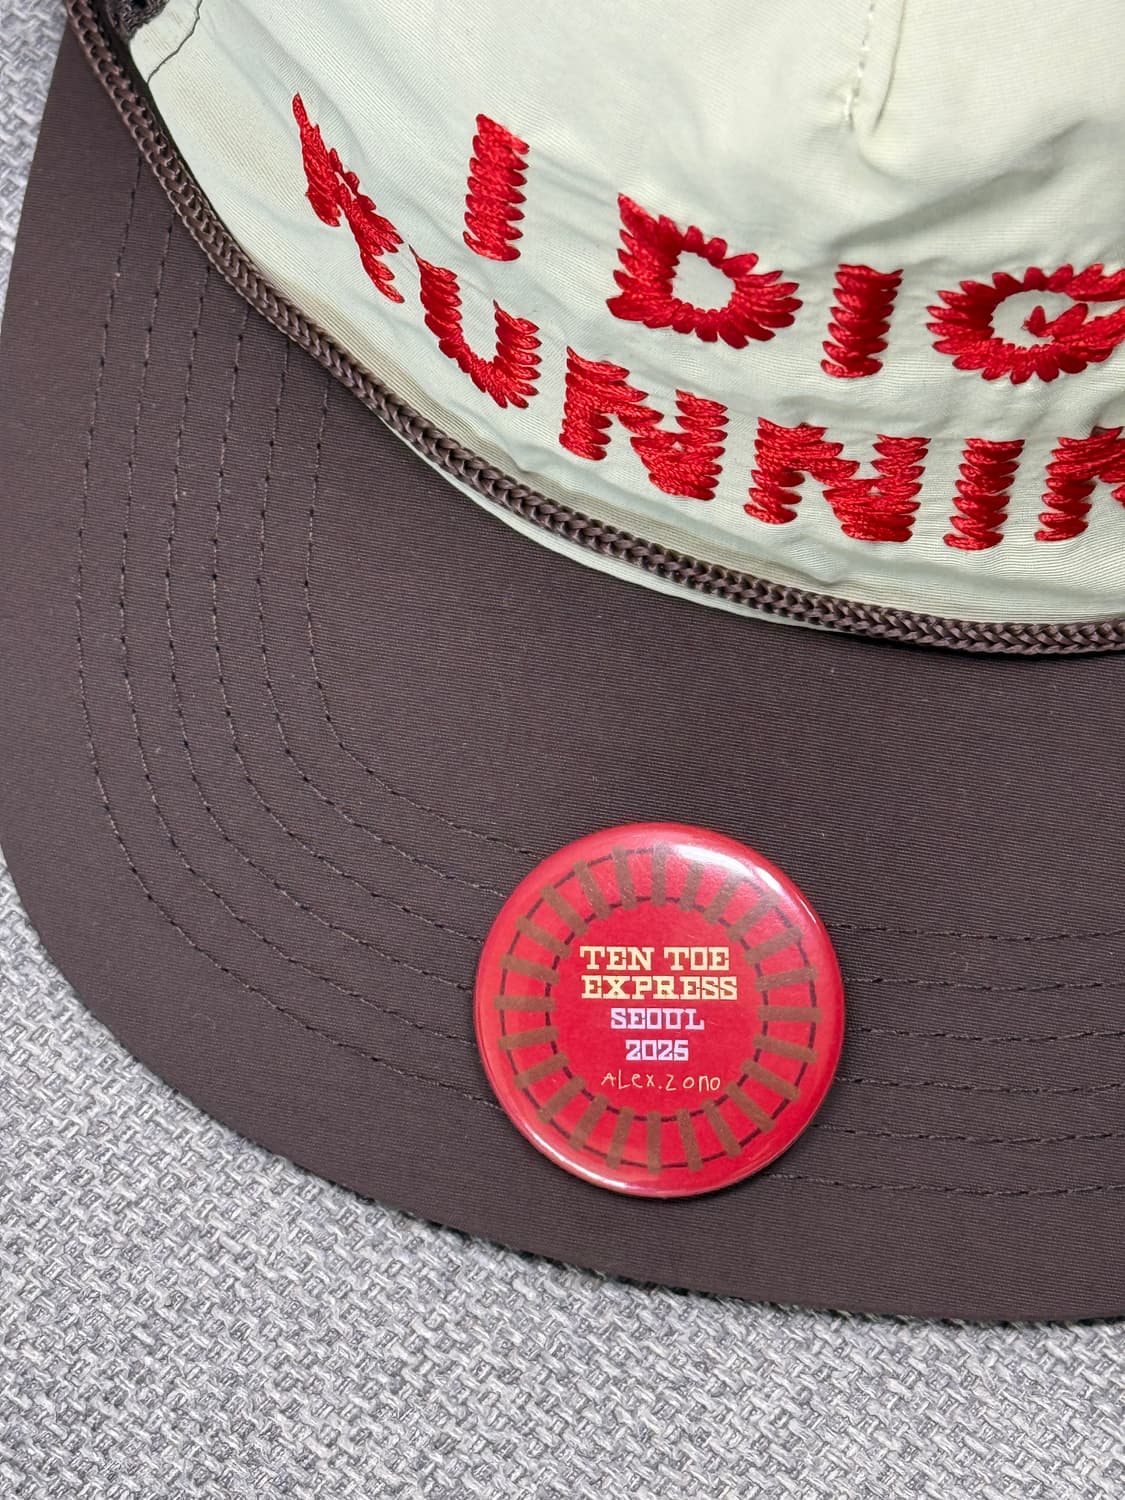 I DIG
RUNNIN
TEN TOE
EXPRESS
SEOUL
2025
ALex.Zono